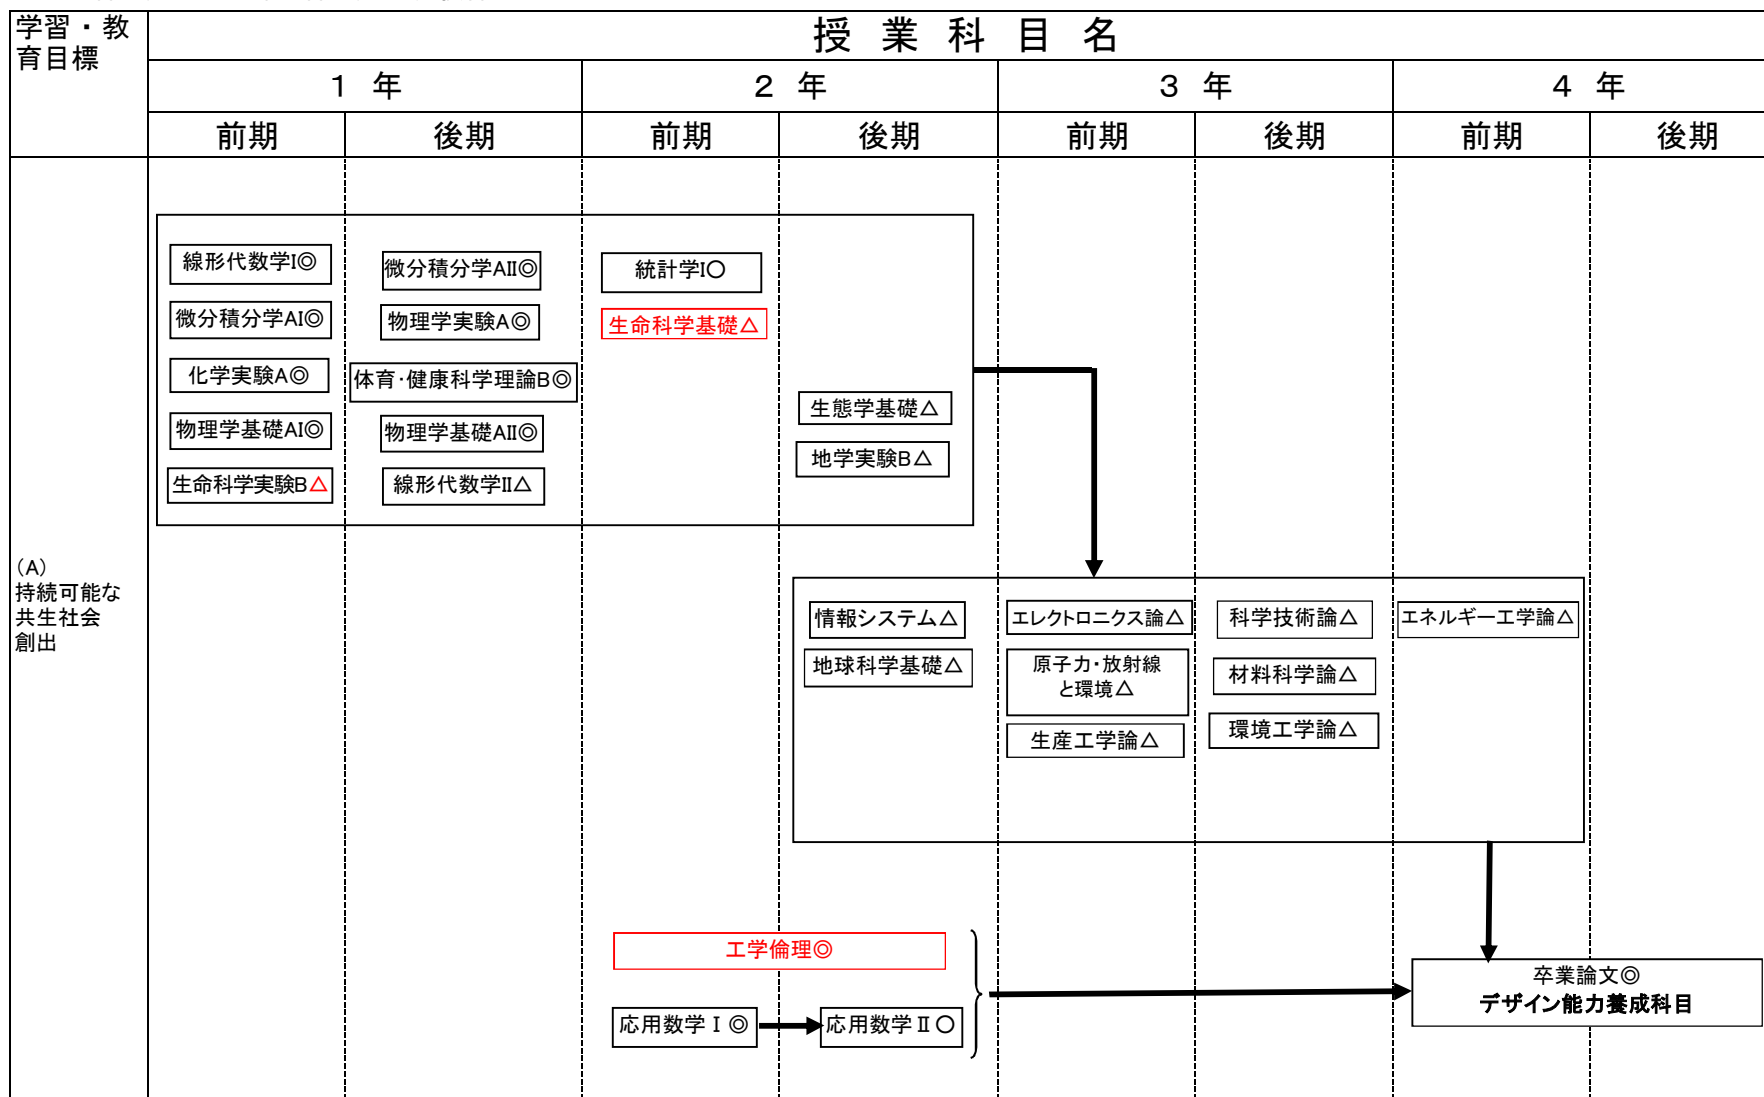 学習・教
育目標
授業科目名
1 年
2 年
3 年
4 年
前期
後期
前期
後期
前期
後期
前期
後期
(A)
持続可能な
共生社会
創出
線形代数学I◎
微分積分学AI◎
化学実験A◎
物理学基礎AI◎
生命科学実験B△
微分積分学AII◎
物理学実験A◎
体育・健康科学理論B◎
物理学基礎AII◎
線形代数学II△
統計学I〇
生命科学基礎△
生態学基礎△
地学実験B△
情報システム△
地球科学基礎△
エレクトロニクス論△
原子力・放射線
と環境△
生産工学論△
科学技術論△
材料科学論△
環境工学論△
エネルギー工学論△
工学倫理◎
応用数学Ⅰ◎
応用数学Ⅱ〇
卒業論文◎
デザイン能力養成科目